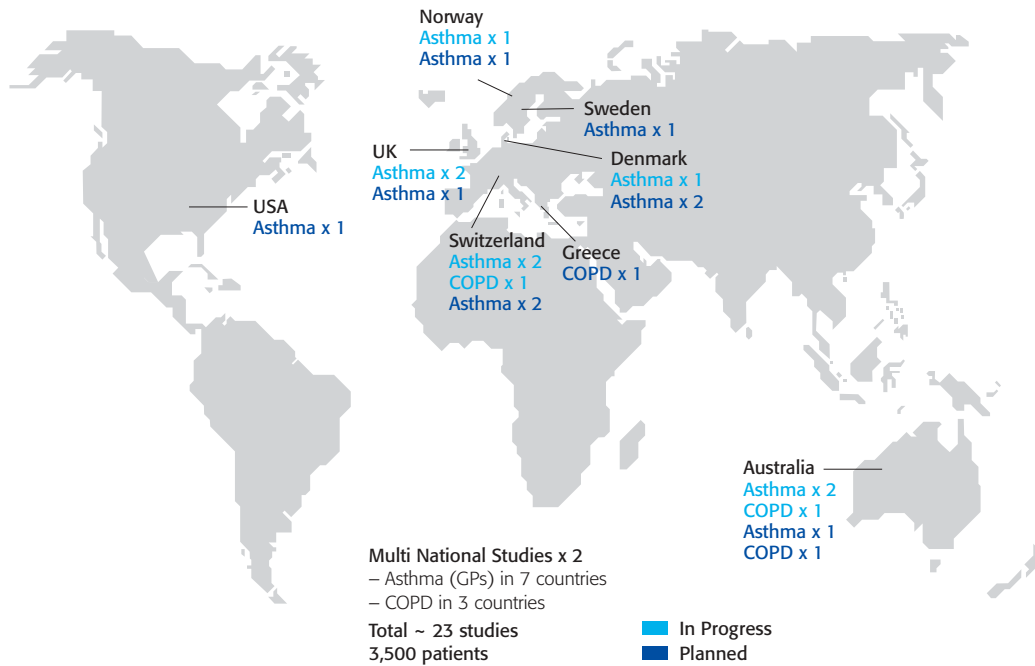 Norway
Asthma x 1
Asthma x 1
Sweden
Asthma x 1
UK
Asthma x 2
Asthma x 1
Denmark
Asthma x 1
Asthma x 2
USA
Asthma x 1
Switzerland
Asthma x 2
COPD x 1
Asthma x 2
Greece
COPD x 1
Australia
Asthma x 2
COPD x 1
Asthma x 1
COPD x 1
Multi National Studies x 2
– Asthma (GPs) in 7 countries
– COPD in 3 countries
Total ~ 23 studies
3,500 patients
In Progress
Planned